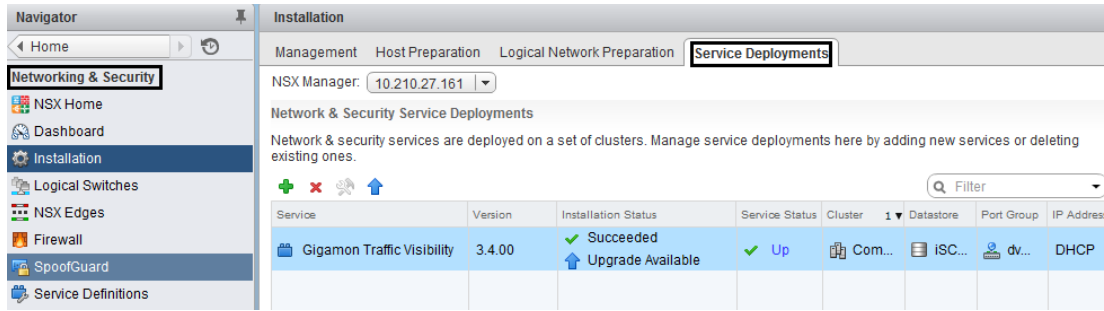 Navigator
Home
Networking & Security
NSX Home
Dashboard
Installation
Logical Switches
NSX Edges
Firewall
SpoofGuard
Service Definitions
Installation
Management Host Preparation Logical Network Preparation Service Deployments
NSX Manager: 10.210.27.161
Network & Security Service Deployments
Network & security services are deployed on a set of clusters. Manage service deployments here by adding new services or deleting
existing ones.
Filter
Service Version Installation Status Service Status Cluster 1 Datastore Port Group IP Address
Gigamon Traffic Visibility 3.4.00 Succeeded Up Com... iSC... dv... DHCP
Upgrade Available